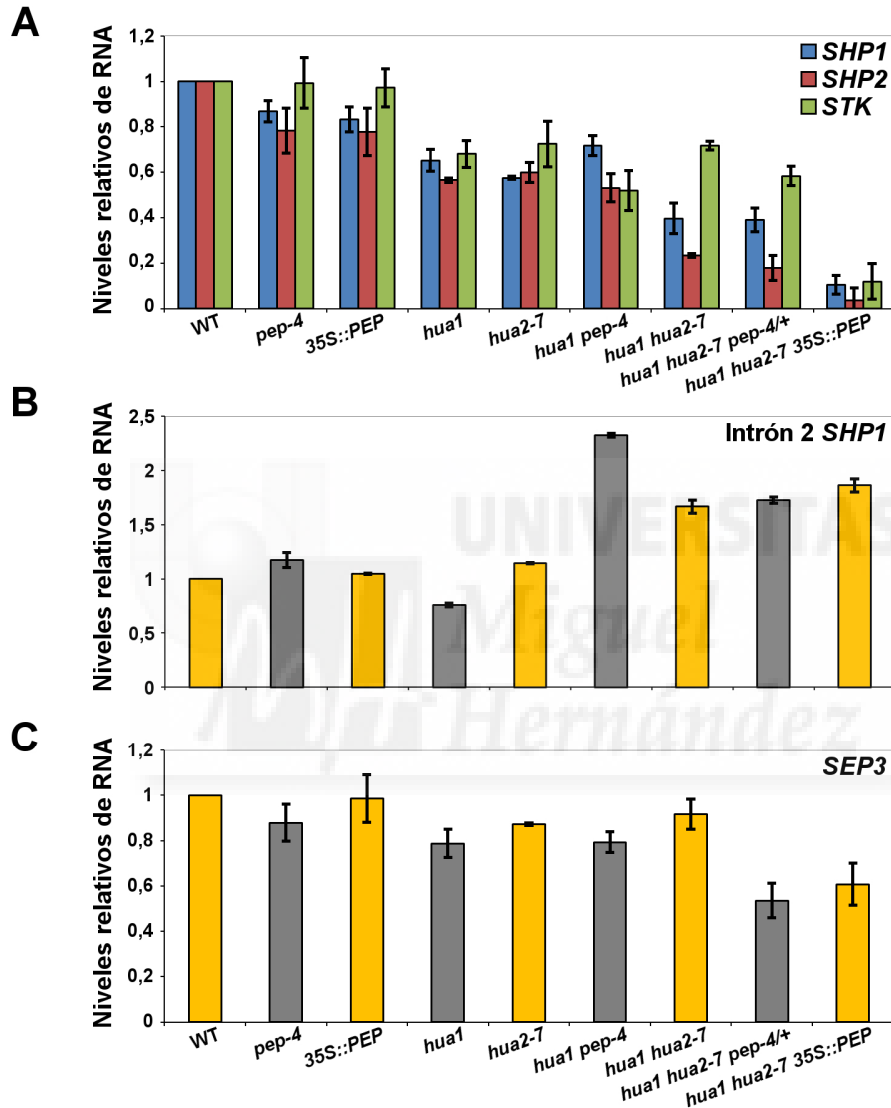 A
Niveles relativos de RNA
1,2
1
0,8
0,6
0,4
0,2
0
SHP1
SHP2
STK
WT
pep-4
35S::PEP
hua1
hua2-7
hua1 pep-4
hua1 hua2-7
hua1 hua2-7 pep-4/+
hua1 hua2-7 35S::PEP
B
Niveles relativos de RNA
2,5
2
1,5
1
0,5
0
Intrón 2 SHP1
UNIVERSITAS
Miguel
Hernández
C
Niveles relativos de RNA
1,2
1
0,8
0,6
0,4
0,2
0
SEP3
WT
pep-4
35S::PEP
hua1
hua2-7
hua1 pep-4
hua1 hua2-7
hua1 hua2-7 pep-4/+
hua1 hua2-7 35S::PEP